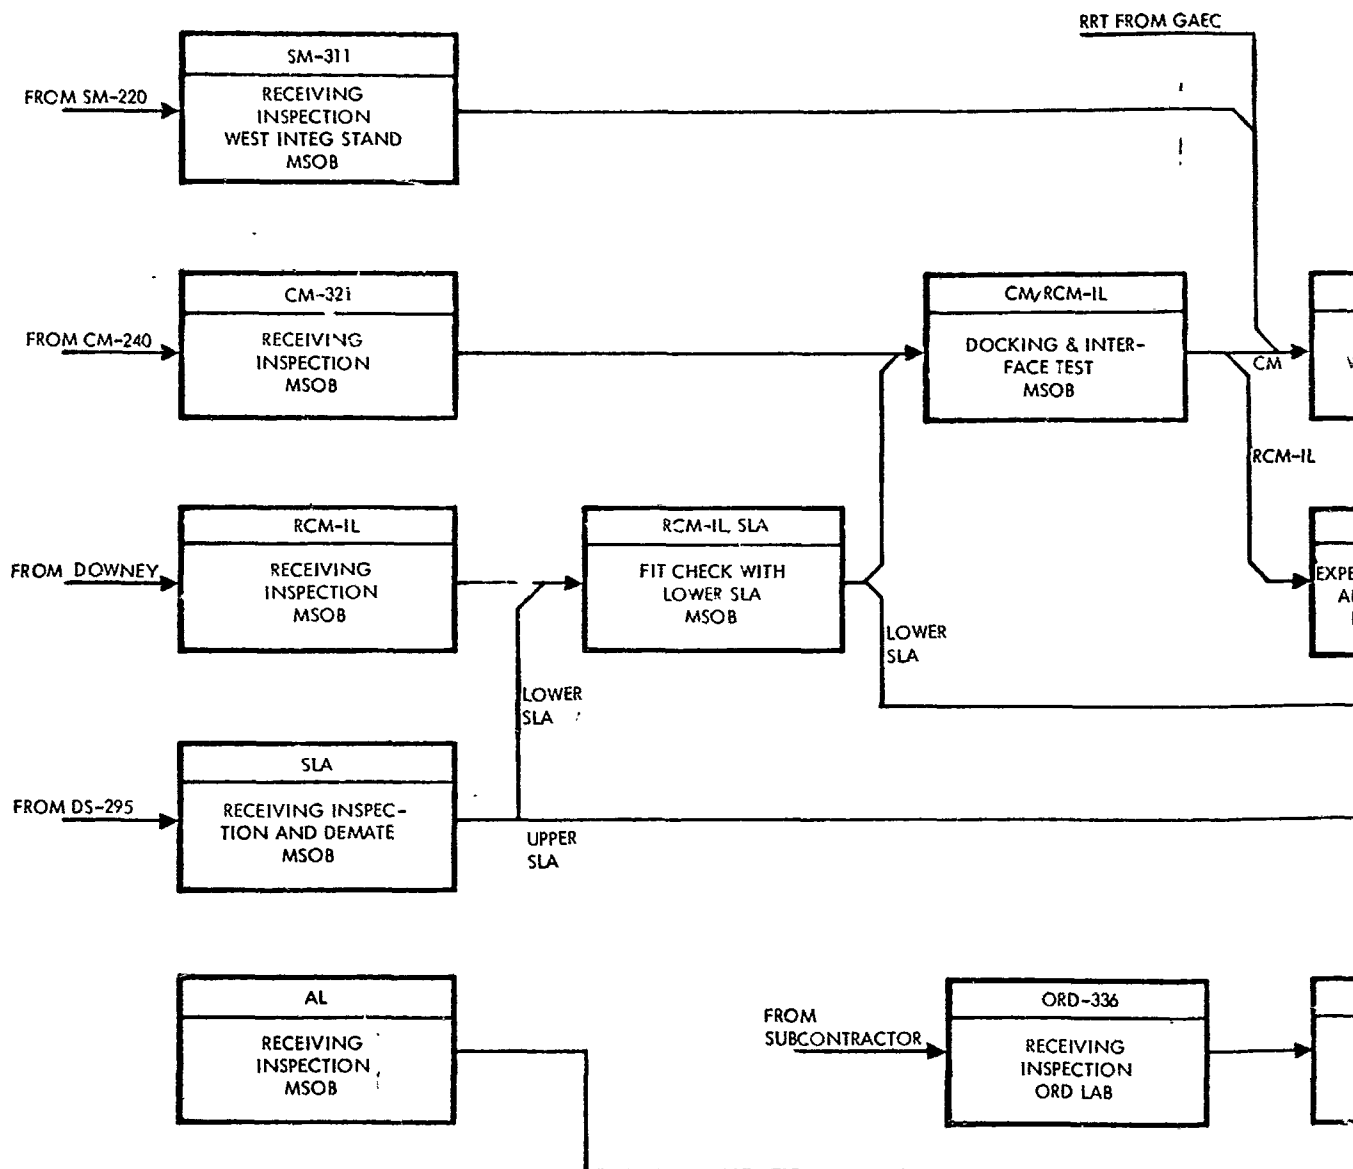 RRT FROM GAEC
SM-311
FROM SM-220
RECEIVING
INSPECTION
WEST INTEG STAND
MSOB
CM-321
FROM CM-240
RECEIVING
INSPECTION
MSOB
CM/RCM-IL
DOCKING & INTER-
FACE TEST
MSOB
CM
RCM-IL
RCM-IL
FROM DOWNEY
RECEIVING
INSPECTION
MSOB
RCM-IL, SLA
FIT CHECK WITH
LOWER SLA
MSOB
LOWER
SLA
LOWER
SLA
EXPE
SLA
FROM DS-295
RECEIVING INSPEC-
TION AND DEMATE
MSOB
UPPER
SLA
AL
RECEIVING
INSPECTION
MSOB
FROM
SUBCONTRACTOR
ORD-336
RECEIVING
INSPECTION
ORD LAB